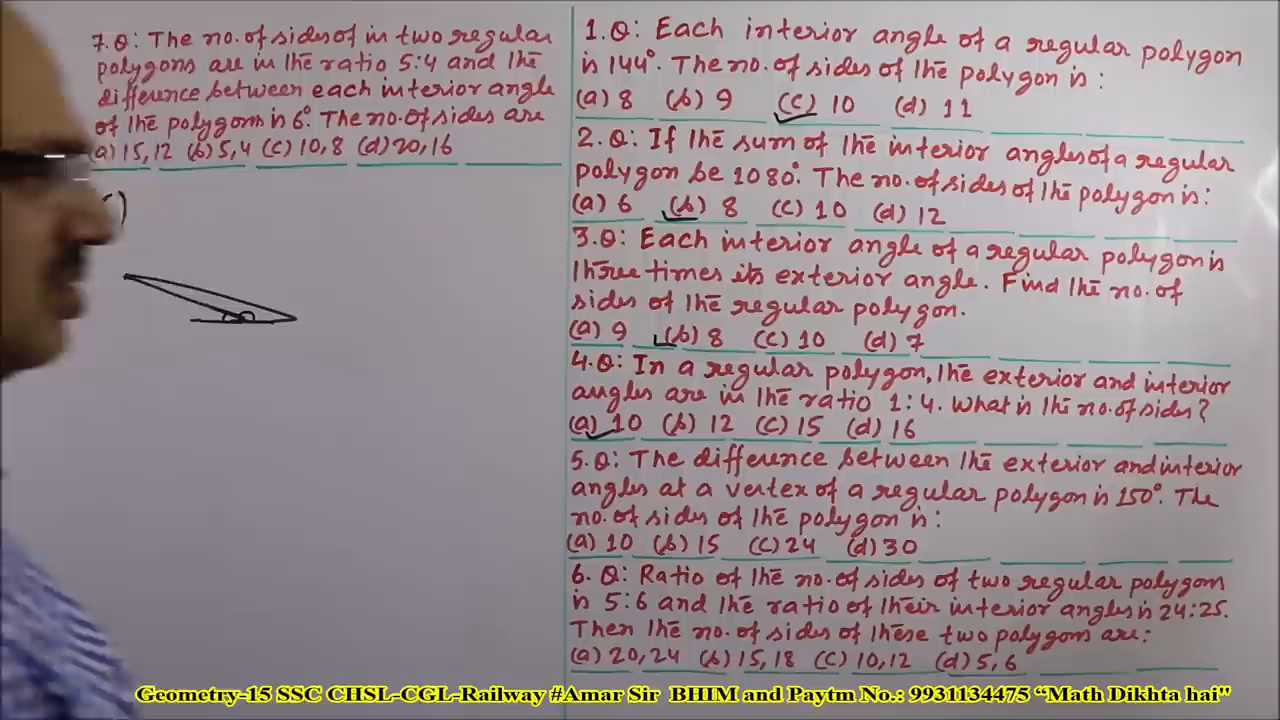 7.Q: The no. of sides of in two regular
polygons are in the ratio 5:4 and the
difference between each interior angle
of the polygons is 6°. The no. of sides are
(a) 15, 12 (b) 5, 4 (c) 10, 8 (d) 20, 16
1.Q: Each interior angle of a regular polygon
is 144°. The no. of sides of the polygon is :
(a) 8 (b) 9 (c) 10 (d) 11
2.Q: If the sum of the interior angles of a regular
polygon be 1080°. The no. of sides of the polygon is:
(a) 6 (b) 8 (c) 10 (d) 12
3.Q: Each interior angle of a regular polygon is
three times its exterior angle. Find the no. of
sides of the regular polygon.
(a) 9 (b) 8 (c) 10 (d) 7
4.Q: In a regular polygon, the exterior and interior
angles are in the ratio 1:4. What is the no. of sides?
(a) 10 (b) 12 (c) 15 (d) 16
5.Q: The difference between the exterior and interior
angles at a vertex of a regular polygon is 150°. The
no. of sides of the polygon is:
(a) 10 (b) 15 (c) 24 (d) 30
6. Q: Ratio of the no. of sides of two regular polygons
is 5:6 and the ratio of their interior angles is 24:25.
Then the no. of sides of these two polygons are:
(a) 20, 24 (b) 15, 18 (c) 10, 12 (d) 5, 6
Geometry-15 SSC CHSL-CGL-Railway #Amar Sir BHIM and Paytm No.: 9931134475 “Math Dikhta hai"